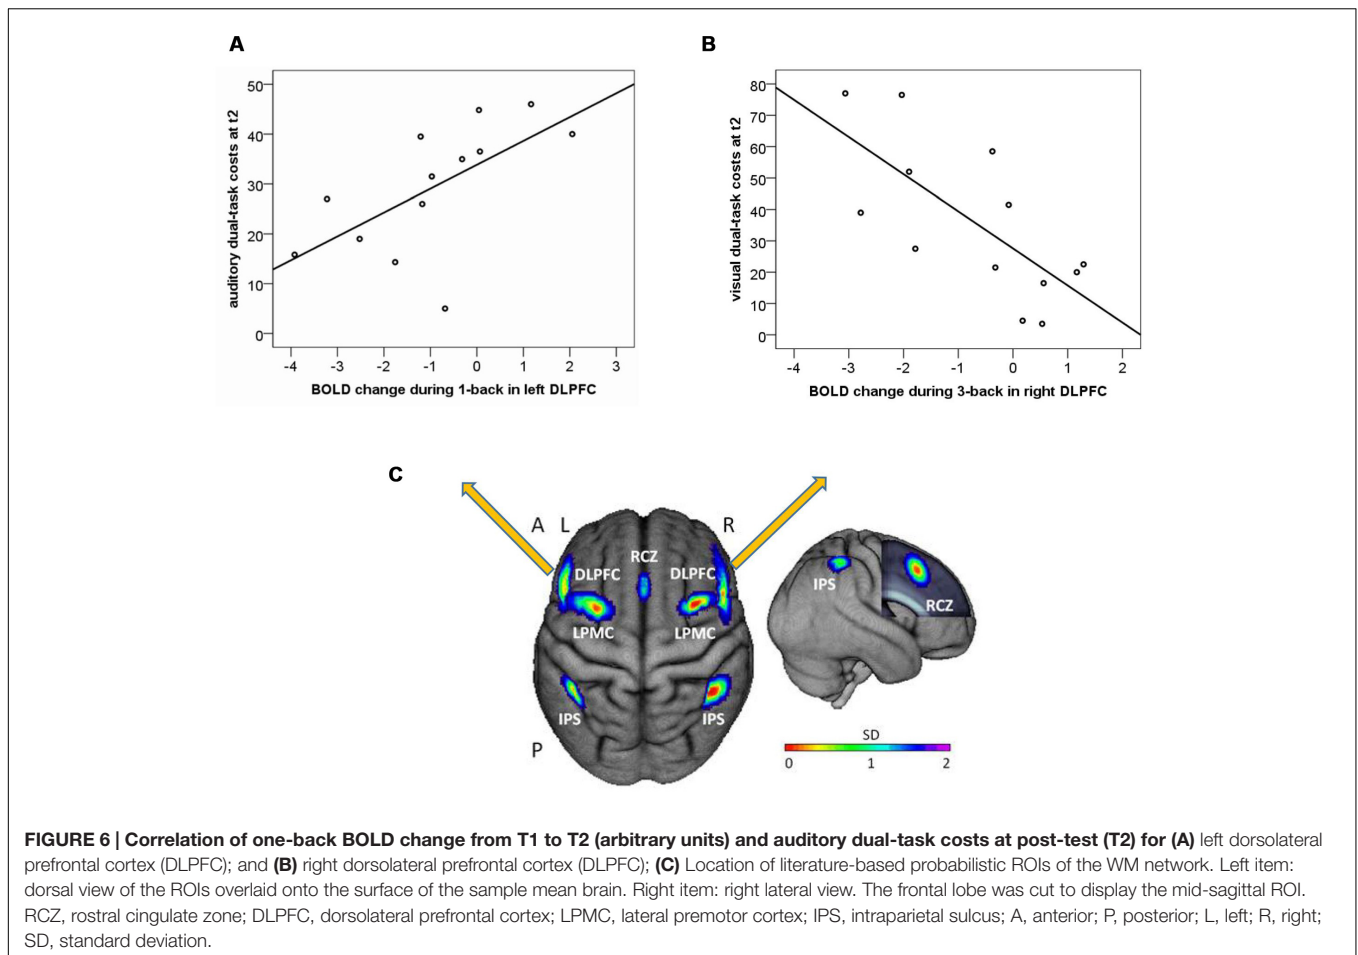 A
B
auditory dual-task costs at t2
50
40
30
20
10
0
-4 -3 -2 -1 0 1 2 3
BOLD change during 1-back in left DLPFC
visual dual-task costs at t2
80
70
60
50
40
30
20
10
0
-4 -3 -2 -1 0 1 2
BOLD change during 3-back in right DLPFC
C
A L R
RCZ
DLPFC DLPFC
LPMC LPMC
IPS IPS
P
IPS
RCZ
SD
0 1 2
FIGURE 6 | Correlation of one-back BOLD change from T1 to T2 (arbitrary units) and auditory dual-task costs at post-test (T2) for (A) left dorsolateral
prefrontal cortex (DLPFC); and (B) right dorsolateral prefrontal cortex (DLPFC); (C) Location of literature-based probabilistic ROIs of the WM network. Left item:
dorsal view of the ROIs overlaid onto the surface of the sample mean brain. Right item: right lateral view. The frontal lobe was cut to display the mid-sagittal ROI.
RCZ, rostral cingulate zone; DLPFC, dorsolateral prefrontal cortex; LPMC, lateral premotor cortex; IPS, intraparietal sulcus; A, anterior; P, posterior; L, left; R, right;
SD, standard deviation.